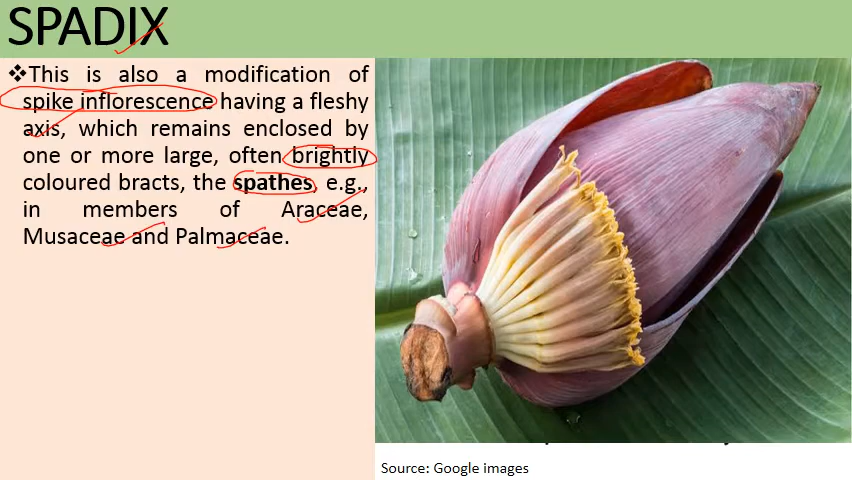 SPADIX
❖This is also a modification of
spike inflorescence having a fleshy
axis, which remains enclosed by
one or more large, often brightly
coloured bracts, the spathes, e.g.,
in members of Araceae,
Musaceae and Palmaceae.
Source: Google images